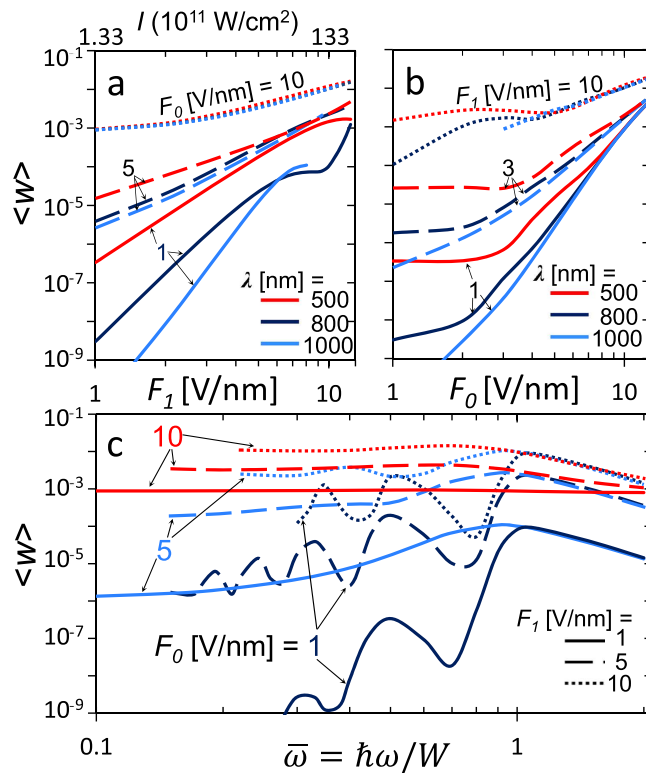 I (10¹¹ W/cm²)
1.33 133
10⁻¹
10⁻³
10⁻⁵
10⁻⁷
10⁻⁹
<w>
a
F₀ [V/nm] = 10
5
1
λ [nm] =
500
800
1000
1 10
F₁ [V/nm]
b
F₁ [V/nm] = 10
3
1
λ [nm] =
500
800
1000
1 10
F₀ [V/nm]
10⁻¹
10⁻³
10⁻⁵
10⁻⁷
10⁻⁹
<w>
c
10
5
F₀ [V/nm] = 1
F₁ [V/nm] =
1
5
10
0.1 1
ω̅ = ħω/W